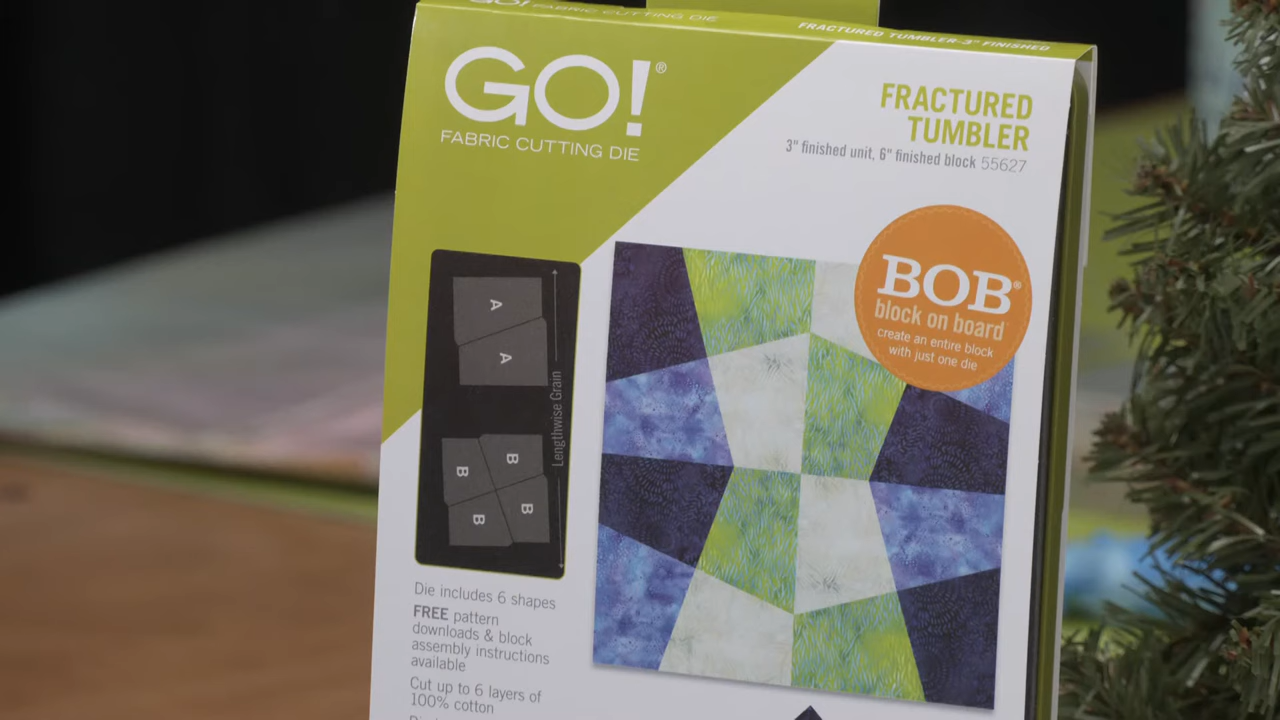 GO! FABRIC CUTTING DIE
FRACTURED TUMBLER-3" FINISHED
GO!®
FABRIC CUTTING DIE
FRACTURED
TUMBLER
3" finished unit, 6" finished block 55627
BOB®
block on board
create an entire block
with just one die
A
A
Lengthwise Grain
B
B
B
B
Die includes 6 shapes
FREE pattern
downloads & block
assembly instructions
available
Cut up to 6 layers of
100% cotton